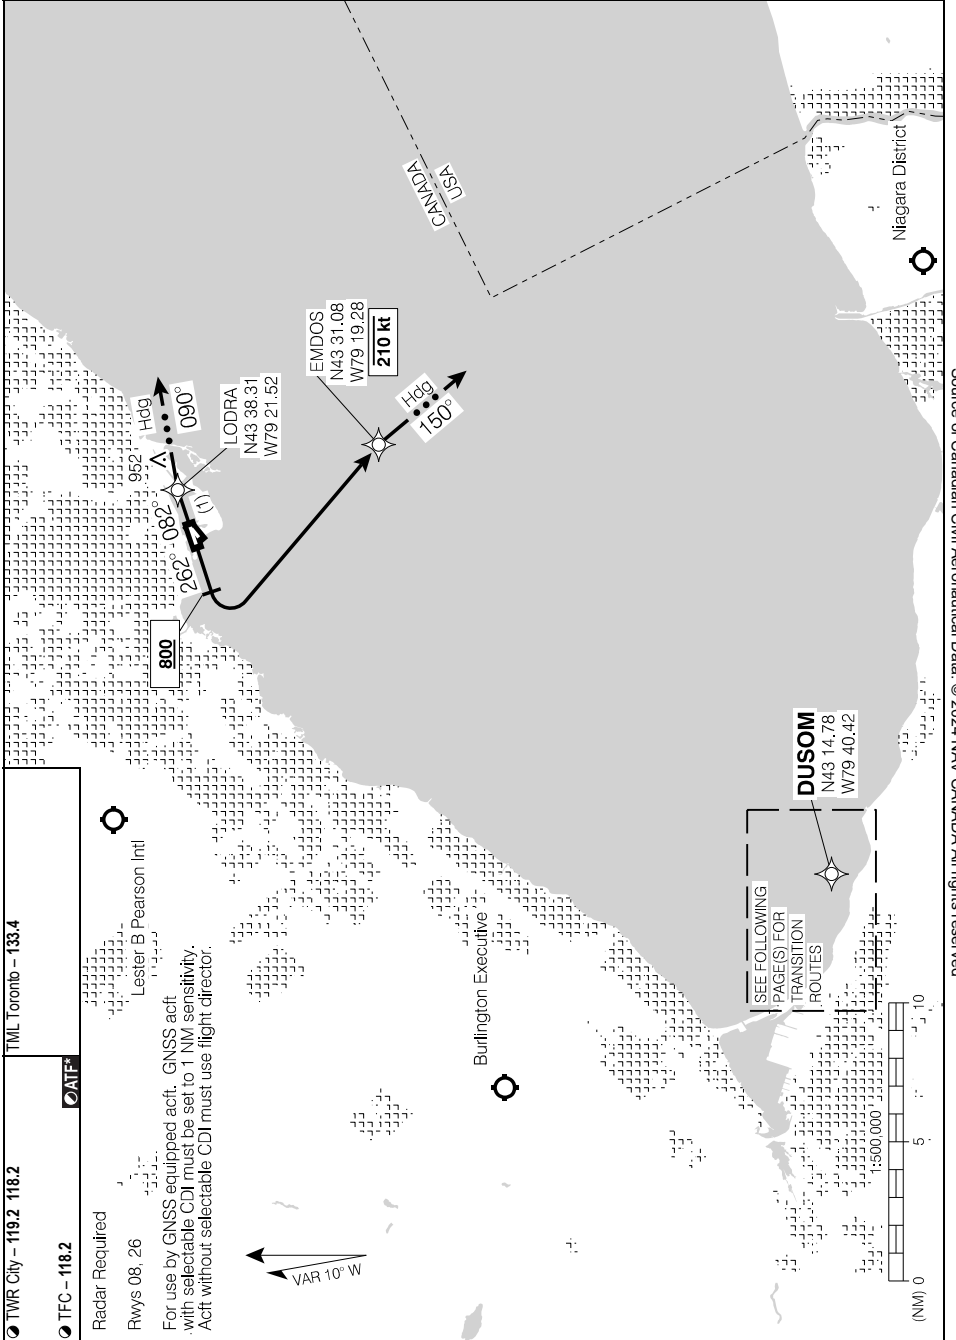 TWR City – 119.2 118.2
TML Toronto – 133.4
TFC – 118.2
ATF*
Radar Required
Rwys 08, 26
For use by GNSS equipped acft. GNSS acft
with selectable CDI must be set to 1 NM sensitivity.
Acft without selectable CDI must use flight director.
VAR 10° W
Lester B Pearson Intl
Burlington Executive
Niagara District
CANADA
USA
952
Hdg
090°
LODRA
N43 38.31
W79 21.52
262°
082°
(1)
800
EMDOS
N43 31.08
W79 19.28
210 kt
Hdg
150°
DUSOM
N43 14.78
W79 40.42
SEE FOLLOWING
PAGE(S) FOR
TRANSITION
ROUTES
1:500,000
(NM) 0
5
10
Source of Canadian Civil Aeronautical Data: © 2024 NAV CANADA All rights reserved